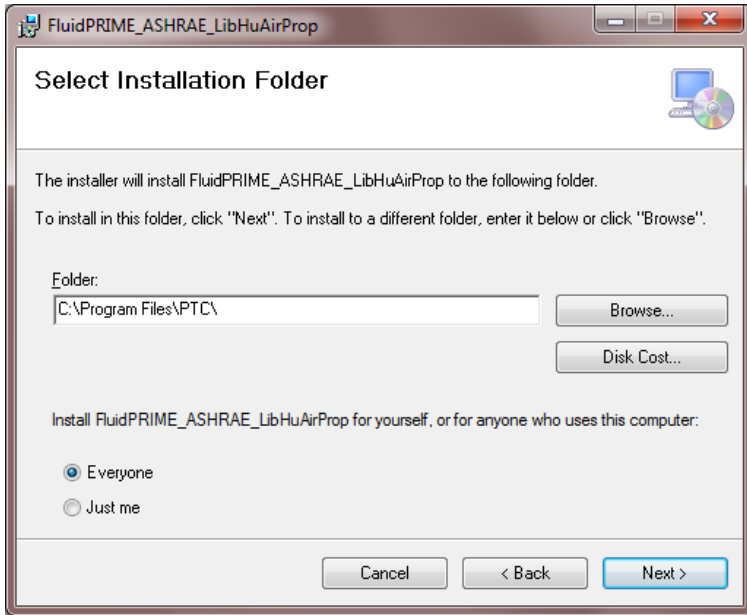 FluidPRIME_ASHRAE_LibHuAirProp
Select Installation Folder
The installer will install FluidPRIME_ASHRAE_LibHuAirProp to the following folder.
To install in this folder, click "Next". To install to a different folder, enter it below or click "Browse".
Folder:
C:\Program Files\PTC\
Browse...
Disk Cost...
Install FluidPRIME_ASHRAE_LibHuAirProp for yourself, or for anyone who uses this computer:
Everyone
Just me
Cancel
< Back
Next >